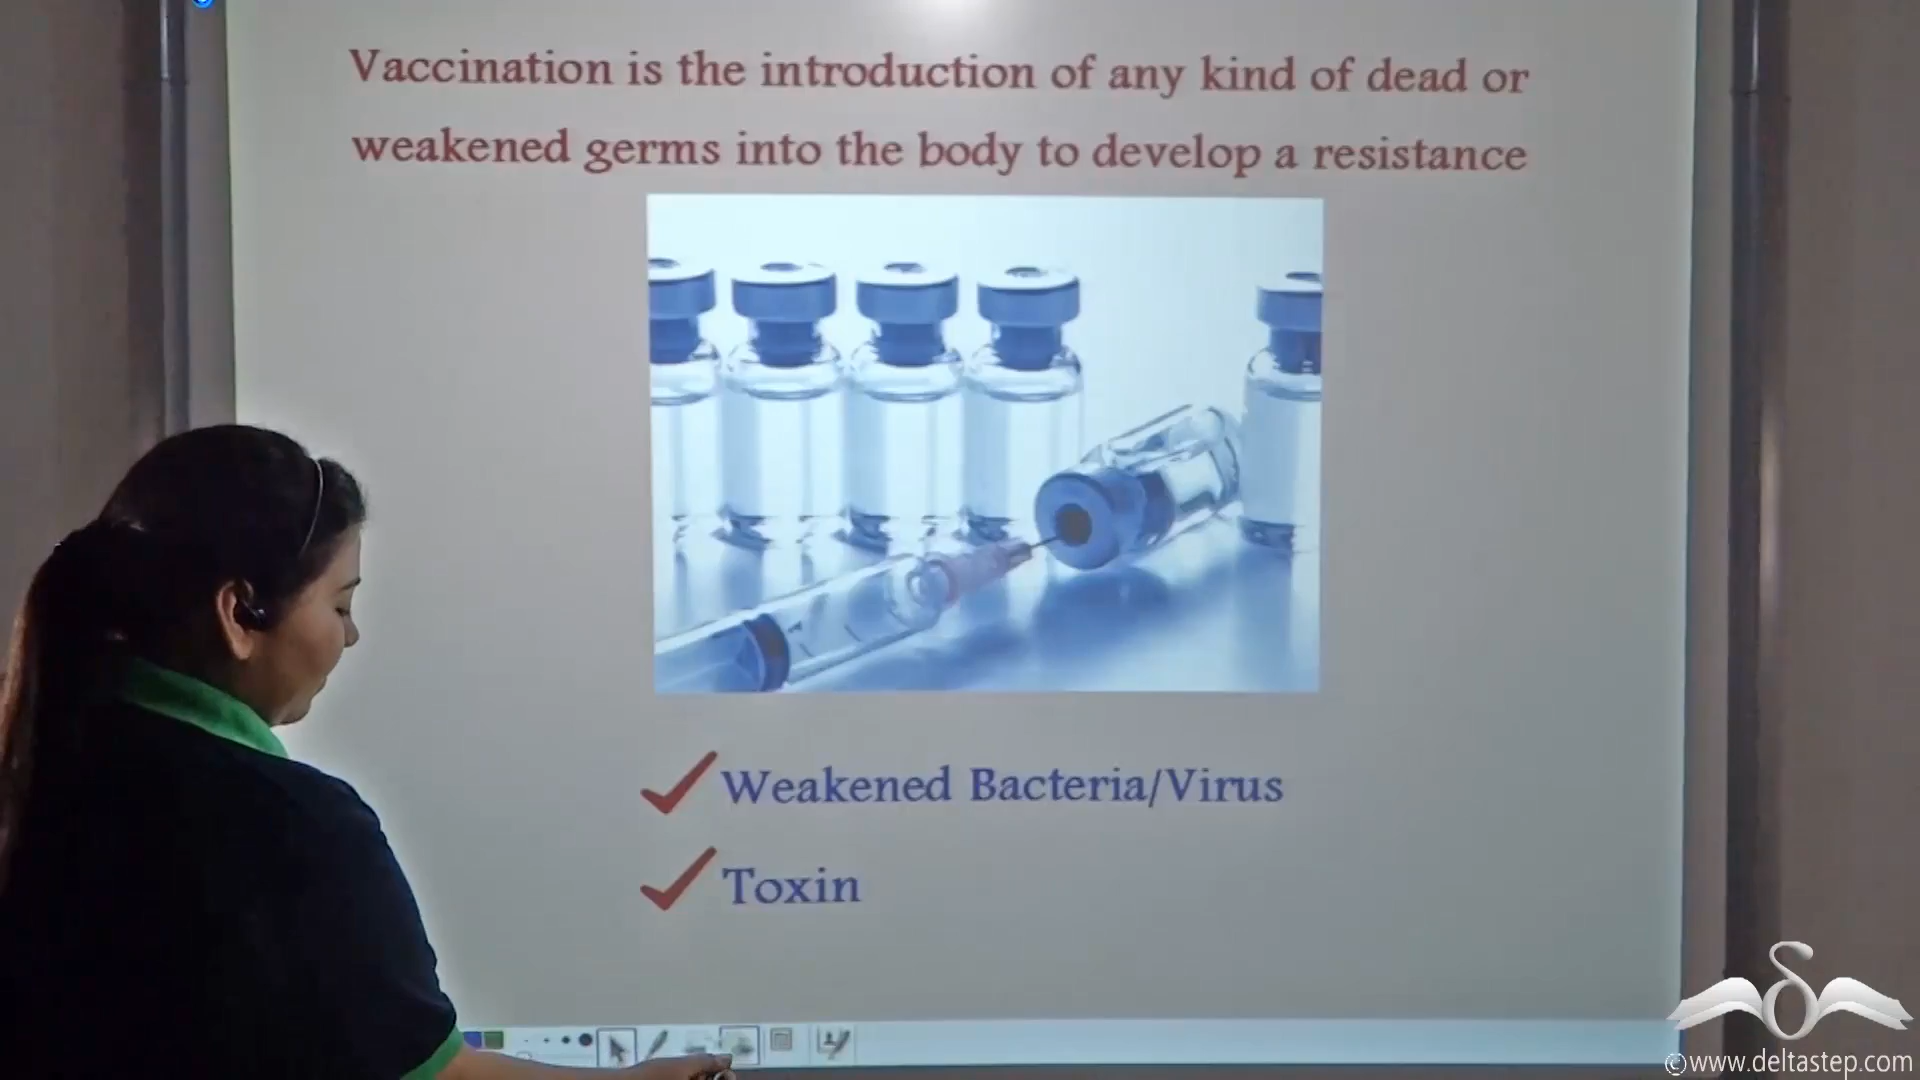 Vaccination is the introduction of any kind of dead or
weakened germs into the body to develop a resistance
Weakened Bacteria/Virus
Toxin
©www.deltastep.com